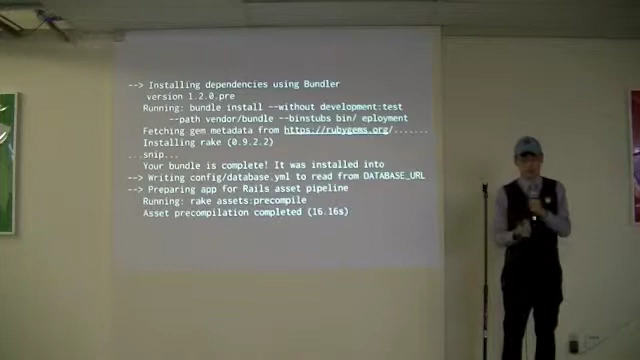 --> Installing dependencies using Bundler
version 1.2.0.pre
Running: bundle install --without development:test
--path vendor/bundle --binstubs bin/ eployment
Fetching gem metadata from https://rubygems.org/.......
Installing rake (0.9.2.2)
...snip...
Your bundle is complete! It was installed into
--> Writing config/database.yml to read from DATABASE_URL
--> Preparing app for Rails asset pipeline
Running: rake assets:precompile
Asset precompilation completed (16.16s)